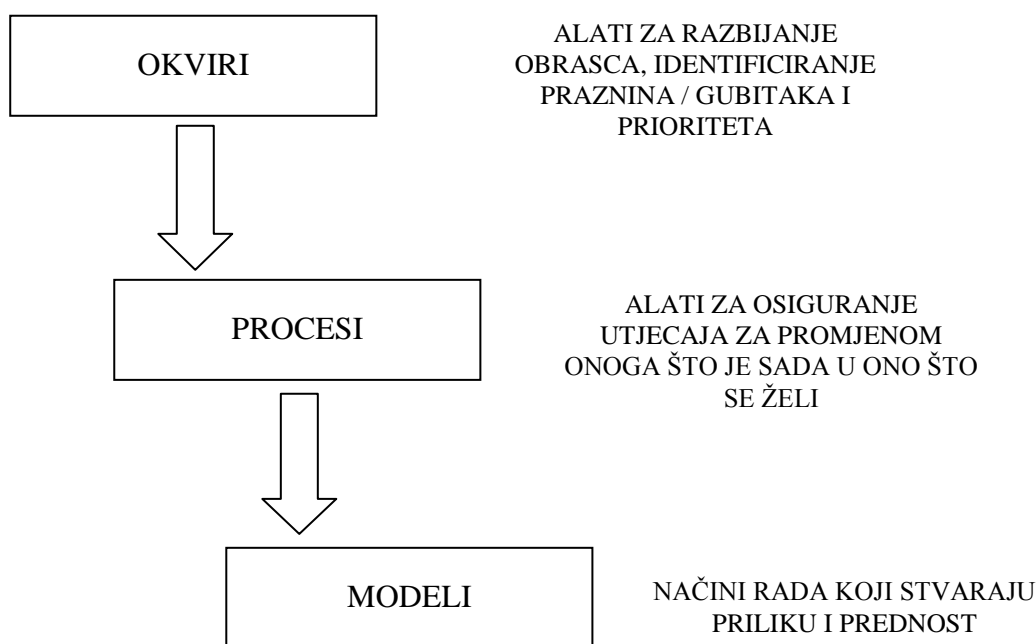 OKVIRI
ALATI ZA RAZBIJANJE
OBRASCA, IDENTIFICIRANJE
PRAZNINA / GUBITAKA I
PRIORITETA
PROCESI
ALATI ZA OSIGURANJE
UTJECAJA ZA PROMJENOM
ONOGA ŠTO JE SADA U ONO ŠTO
SE ŽELI
MODELI
NAČINI RADA KOJI STVARAJU
PRILIKU I PREDNOST